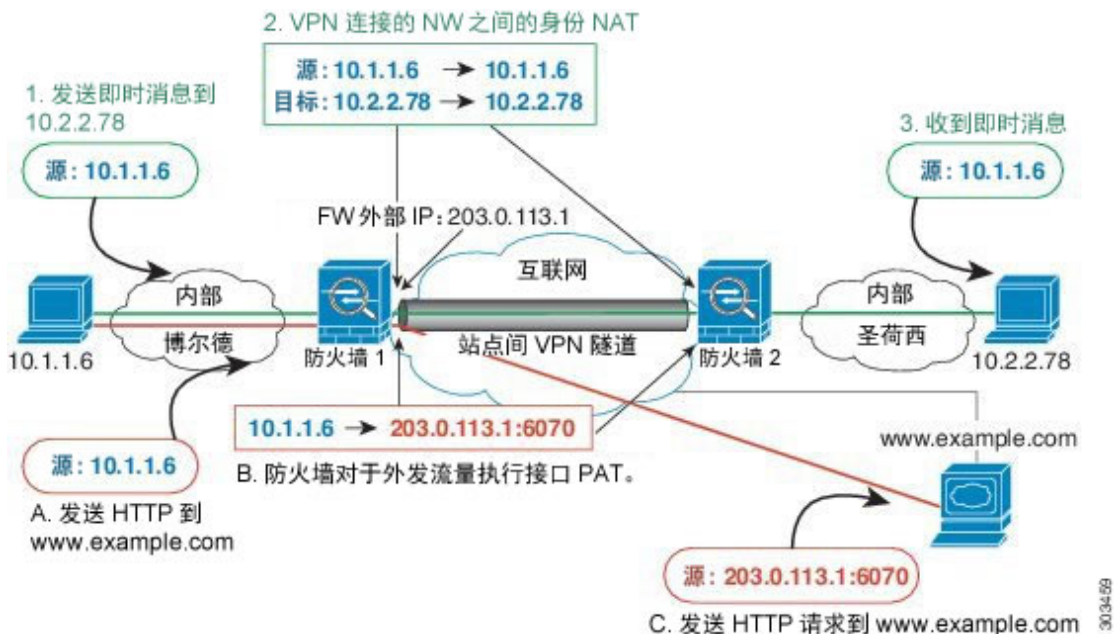 2. VPN 连接的 NW 之间的身份 NAT
源: 10.1.1.6 → 10.1.1.6
目标: 10.2.2.78 → 10.2.2.78
1. 发送即时消息到
10.2.2.78
源: 10.1.1.6
3. 收到即时消息
源: 10.1.1.6
FW 外部 IP: 203.0.113.1
互联网
内部
博尔德
内部
圣荷西
10.1.1.6
防火墙 1
站点间 VPN 隧道
防火墙 2
10.2.2.78
10.1.1.6 → 203.0.113.1:6070
B. 防火墙对于外发流量执行接口 PAT。
www.example.com
源: 10.1.1.6
A. 发送 HTTP 到
www.example.com
源: 203.0.113.1:6070
C. 发送 HTTP 请求到 www.example.com
303459